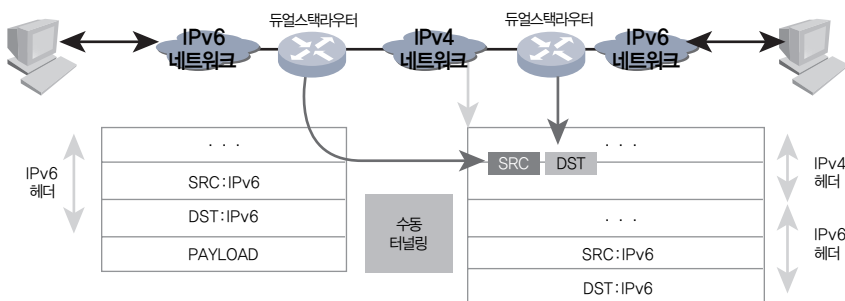 듀얼스택라우터
듀얼스택라우터
IPv6
네트워크
IPv4
네트워크
IPv6
네트워크
IPv6
헤더
. . .
SRC:IPv6
DST:IPv6
PAYLOAD
수동
터널링
. . .
SRC
DST
. . .
SRC:IPv6
DST:IPv6
IPv4
헤더
IPv6
헤더